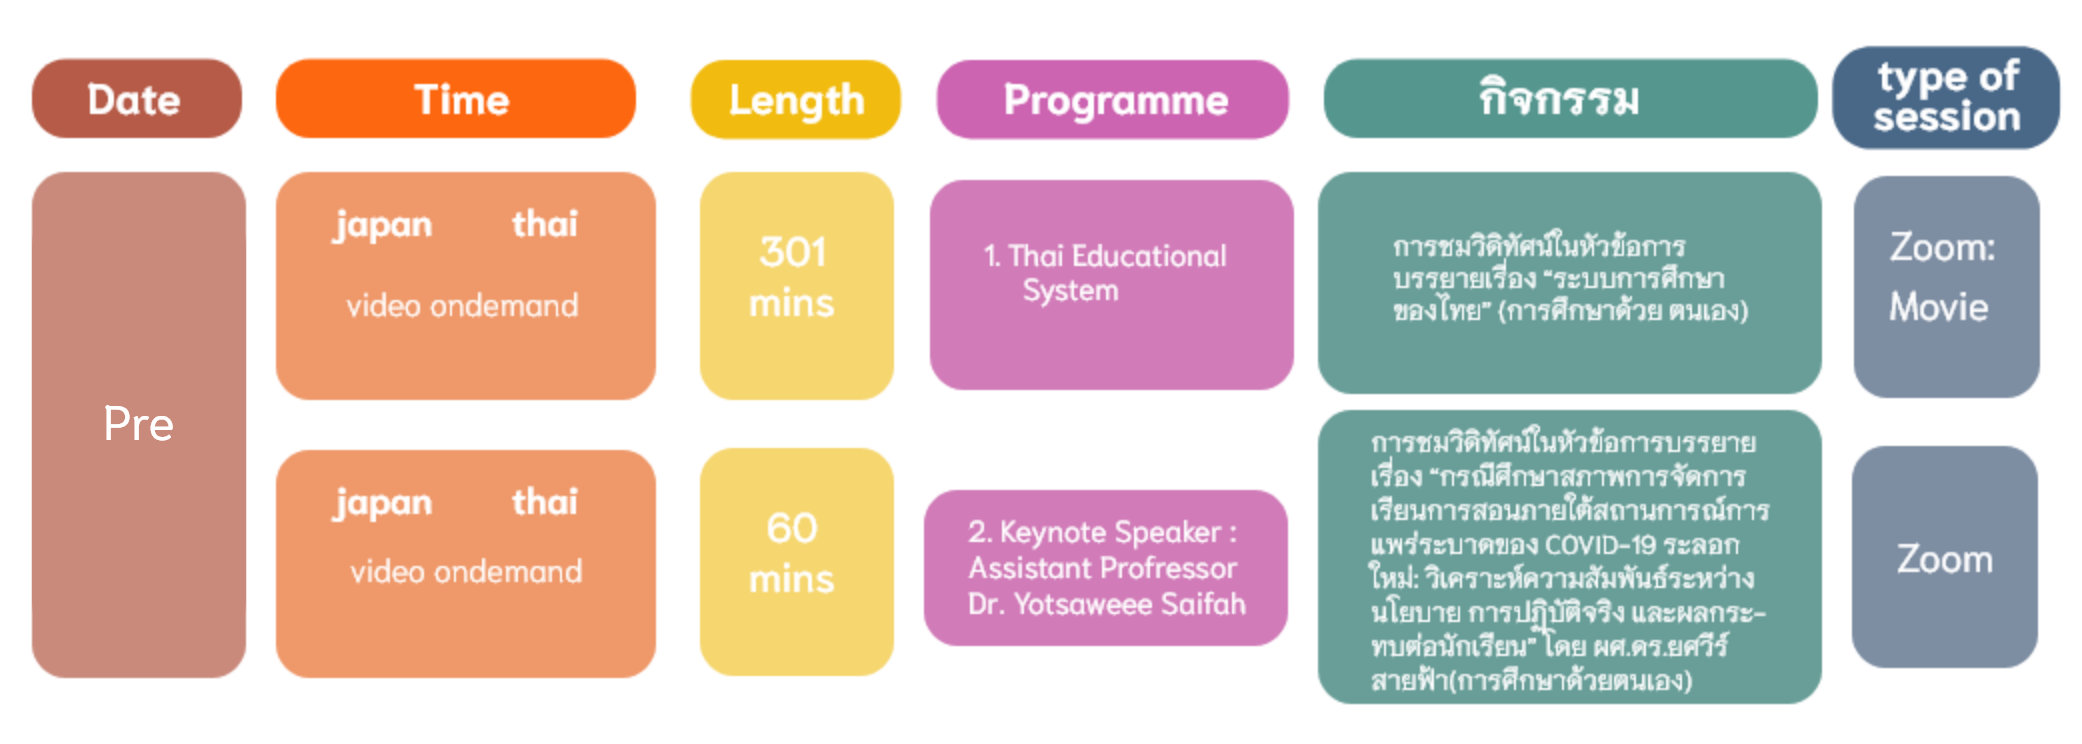 Date
Time
Length
Programme
กิจกรรม
type of
session
Pre
japan thai
video ondemand
301
mins
1. Thai Educational
System
การชมวิดิทัศน์ในหัวข้อการ
บรรยายเรื่อง “ระบบการศึกษา
ของไทย” (การศึกษาด้วย ตนเอง)
Zoom:
Movie
japan thai
video ondemand
60
mins
2. Keynote Speaker :
Assistant Profressor
Dr. Yotsaweee Saifah
การชมวิดิทัศน์ในหัวข้อการบรรยาย
เรื่อง “กรณีศึกษาสภาพการจัดการ
เรียนการสอนภายใต้สถานการณ์การ
แพร่ระบาดของ COVID-19 ระลอก
ใหม่: วิเคราะห์ความสัมพันธ์ระหว่าง
นโยบาย การปฏิบัติจริง และผลกระ-
ทบต่อนักเรียน” โดย ผศ.ดร.ยศวีร์
สายฟ้า(การศึกษาด้วยตนเอง)
Zoom